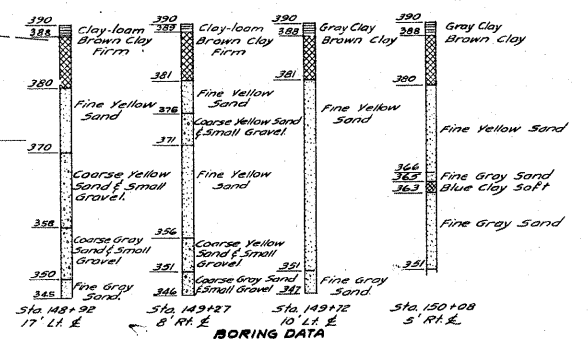 390
388
Clay-loam
Brown Clay
Firm
380
Fine Yellow
Sand
370
Coarse Yellow
Sand & Small
Gravel.
358
Coarse Gray
Sand & Small
Gravel
350
345
Fine Gray
Sand.
Sta. 148+92
17' Lt. ℄
390
389
Clay-loam
Brown Clay
Firm
381
Fine Yellow
Sand
376
Coarse Yellow Sand
& Small Gravel.
371
Fine Yellow
Sand
356
Coarse Yellow
Sand & Small
Gravel
351
Coarse Gray Sand
& Small Gravel
346
Sta. 149+27
8' Rt. ℄
390
388
Gray Clay
Brown Clay
381
Fine Yellow
Sand
351
Fine Gray
Sand.
347
Sta. 149+72
10' Lt. ℄
390
388
Gray Clay
Brown Clay
380
Fine Yellow Sand
366
365
Fine Gray Sand
363
Blue Clay Soft
Fine Gray Sand
351
Sta. 150+08
5' Rt. ℄
BORING DATA